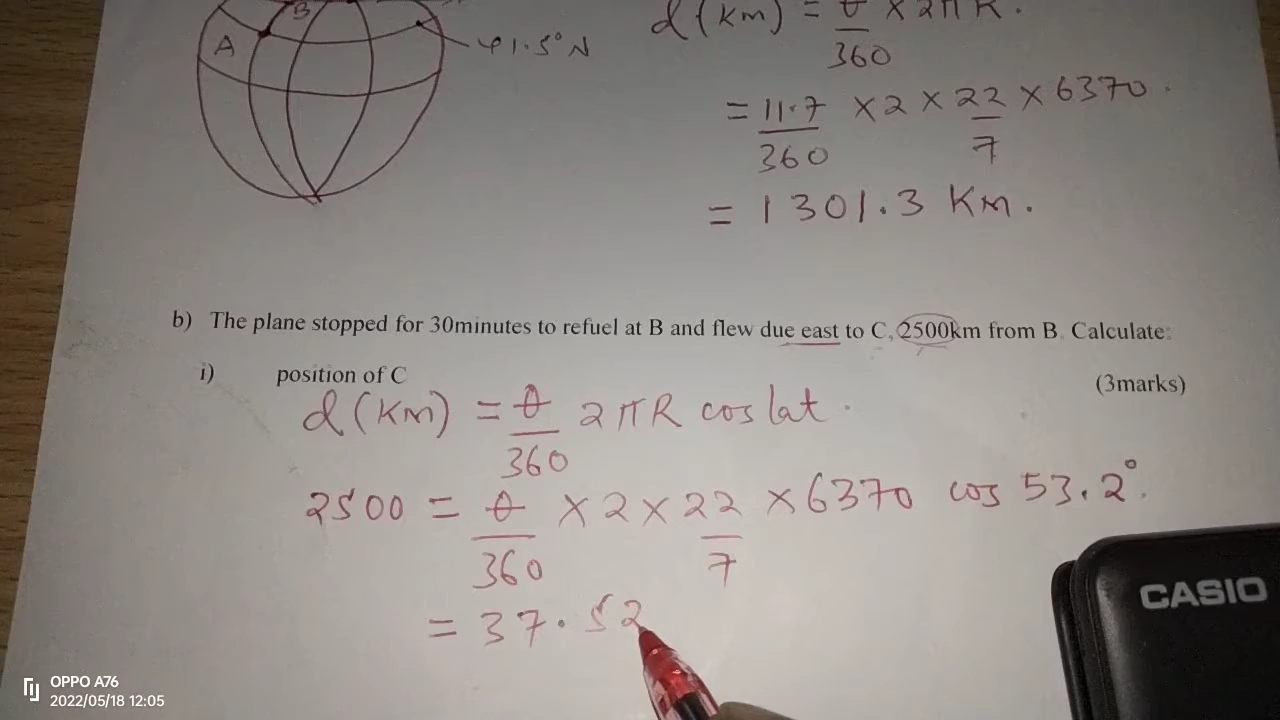 B
A
41.5°N
d(km) = θ/360 × 2πR.
= 11.7/360 × 2 × 22/7 × 6370.
= 1301.3 Km.
b) The plane stopped for 30minutes to refuel at B and flew due east to C, 2500km from B. Calculate:
i) position of C (3marks)
d(km) = θ/360 2πR cos lat.
2500 = θ/360 × 2 × 22/7 × 6370 cos 53.2°.
= 37.52
CASIO
OPPO A76
2022/05/18 12:05